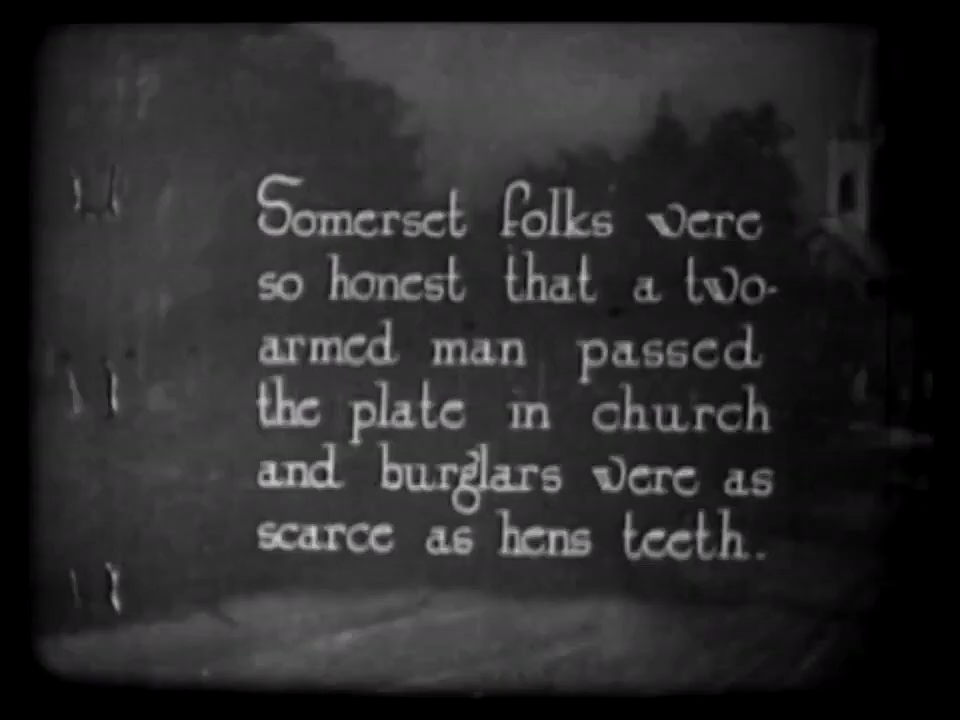 Somerset folks were
so honest that a two-
armed man passed
the plate in church
and burglars were as
scarce as hens teeth.